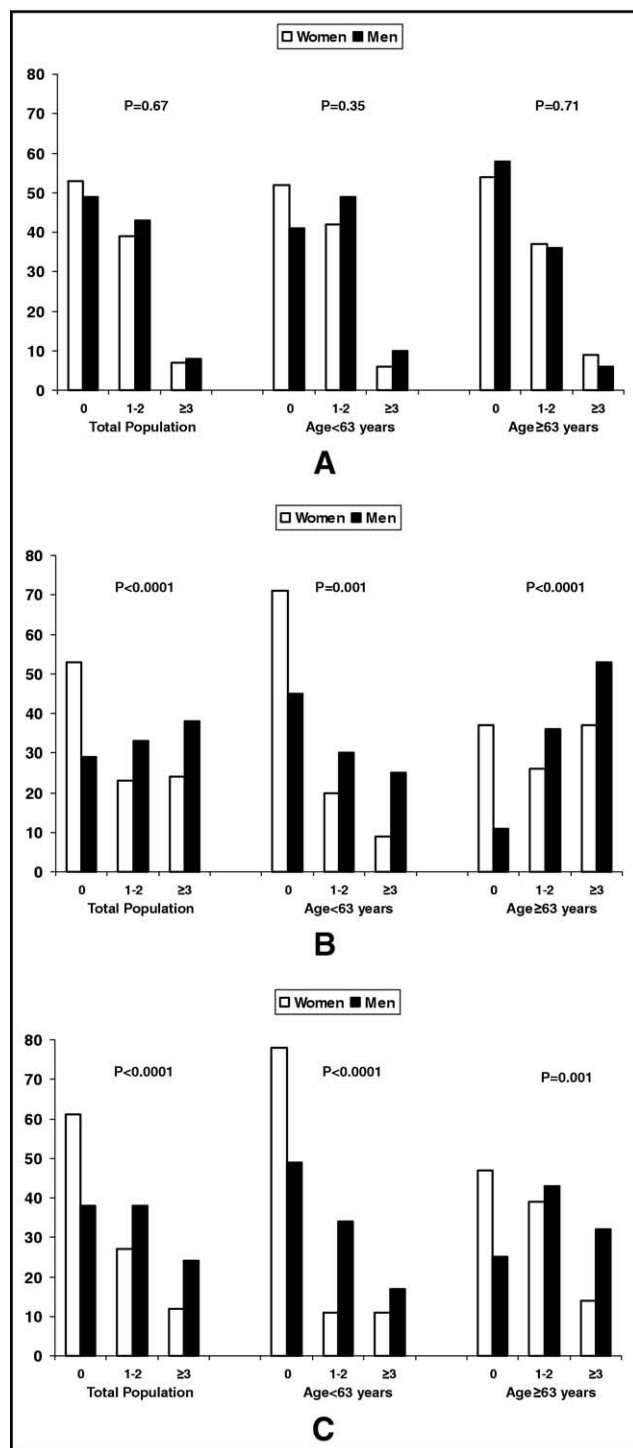 Women Men
80
70
60
50
40
30
20
10
0
P=0.67 P=0.35 P=0.71
0 1-2 ≥3 0 1-2 ≥3 0 1-2 ≥3
Total Population Age<63 years Age≥63 years
A
Women Men
80
70
60
50
40
30
20
10
0
P<0.0001 P=0.001 P<0.0001
0 1-2 ≥3 0 1-2 ≥3 0 1-2 ≥3
Total Population Age<63 years Age≥63 years
B
Women Men
80
70
60
50
40
30
20
10
0
P<0.0001 P<0.0001 P=0.001
0 1-2 ≥3 0 1-2 ≥3 0 1-2 ≥3
Total Population Age<63 years Age≥63 years
C